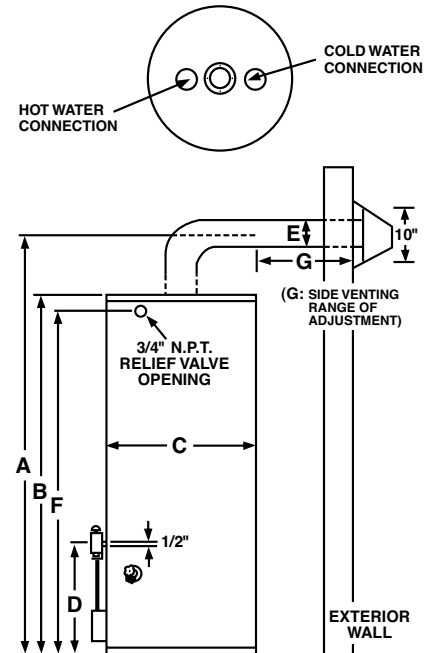 COLD WATER
CONNECTION
HOT WATER
CONNECTION
E
10"
G
(G: SIDE VENTING
RANGE OF
ADJUSTMENT)
3/4" N.P.T.
RELIEF VALVE
OPENING
A
B
F
C
1/2"
D
EXTERIOR
WALL